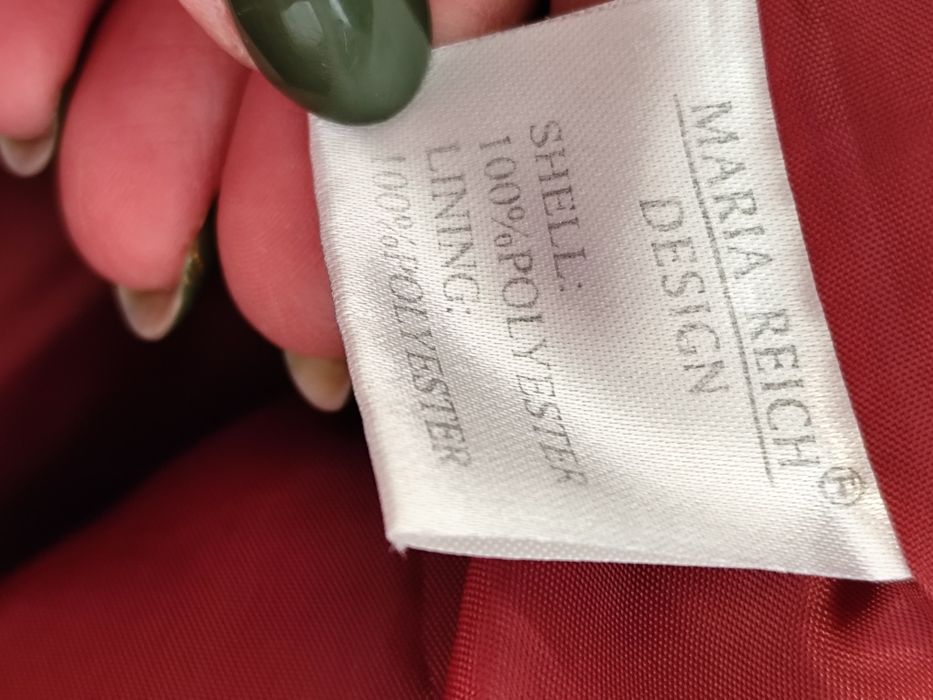 MARIA REICH
DESIGN
SHELL:
100%POLYESTER
LINING:
100%POLYESTER